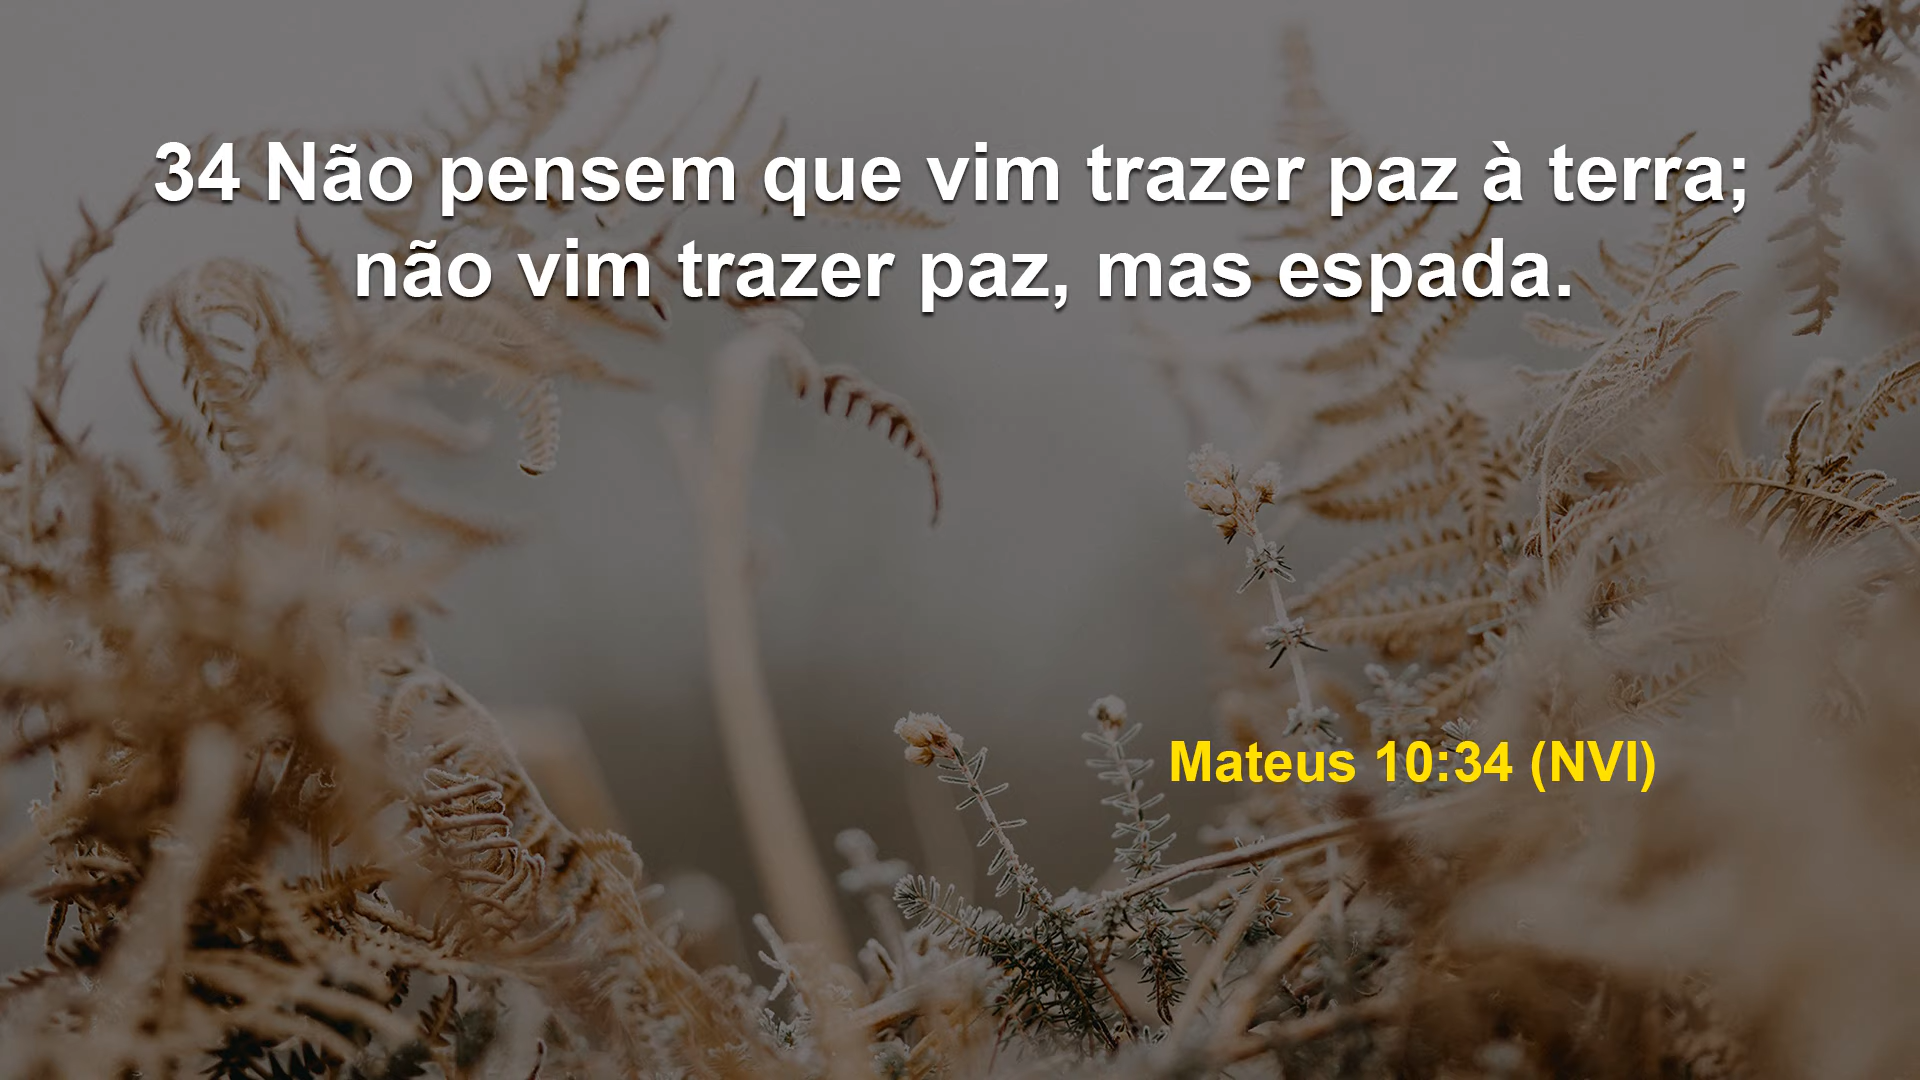 34 Não pensem que vim trazer paz à terra;
não vim trazer paz, mas espada.
Mateus 10:34 (NVI)